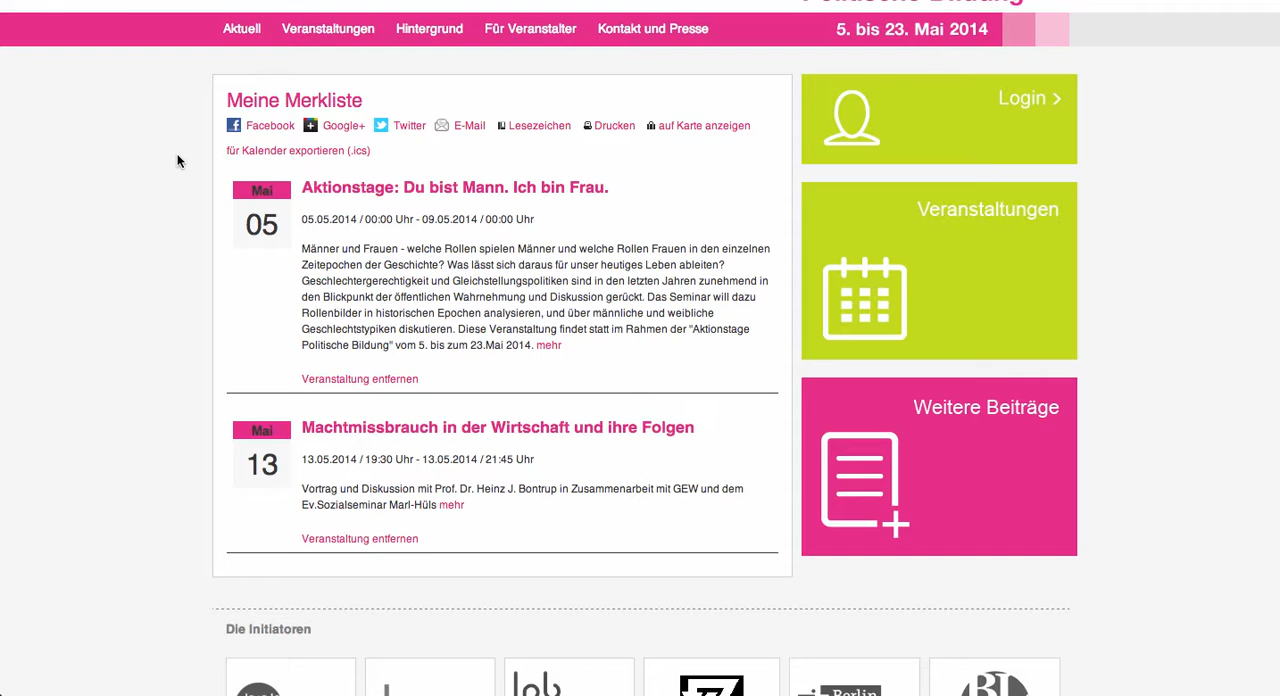 Politische Bildung
Aktuell Veranstaltungen Hintergrund Für Veranstalter Kontakt und Presse 5. bis 23. Mai 2014
Meine Merkliste
Facebook Google+ Twitter E-Mail Lesezeichen Drucken auf Karte anzeigen
für Kalender exportieren (.ics)
Mai
05
Aktionstage: Du bist Mann. Ich bin Frau.
05.05.2014 / 00:00 Uhr - 09.05.2014 / 00:00 Uhr
Männer und Frauen - welche Rollen spielen Männer und welche Rollen Frauen in den einzelnen
Zeitepochen der Geschichte? Was lässt sich daraus für unser heutiges Leben ableiten?
Geschlechtergerechtigkeit und Gleichstellungspolitiken sind in den letzten Jahren zunehmend in
den Blickpunkt der öffentlichen Wahrnehmung und Diskussion gerückt. Das Seminar will dazu
Rollenbilder in historischen Epochen analysieren, und über männliche und weibliche
Geschlechtstypiken diskutieren. Diese Veranstaltung findet statt im Rahmen der "Aktionstage
Politische Bildung" vom 5. bis zum 23.Mai 2014. mehr
Veranstaltung entfernen
Mai
13
Machtmissbrauch in der Wirtschaft und ihre Folgen
13.05.2014 / 19:30 Uhr - 13.05.2014 / 21:45 Uhr
Vortrag und Diskussion mit Prof. Dr. Heinz J. Bontrup in Zusammenarbeit mit GEW und dem
Ev.Sozialseminar Marl-Hüls mehr
Veranstaltung entfernen
Login >
Veranstaltungen
Weitere Beiträge
Die Initiatoren
Berlin